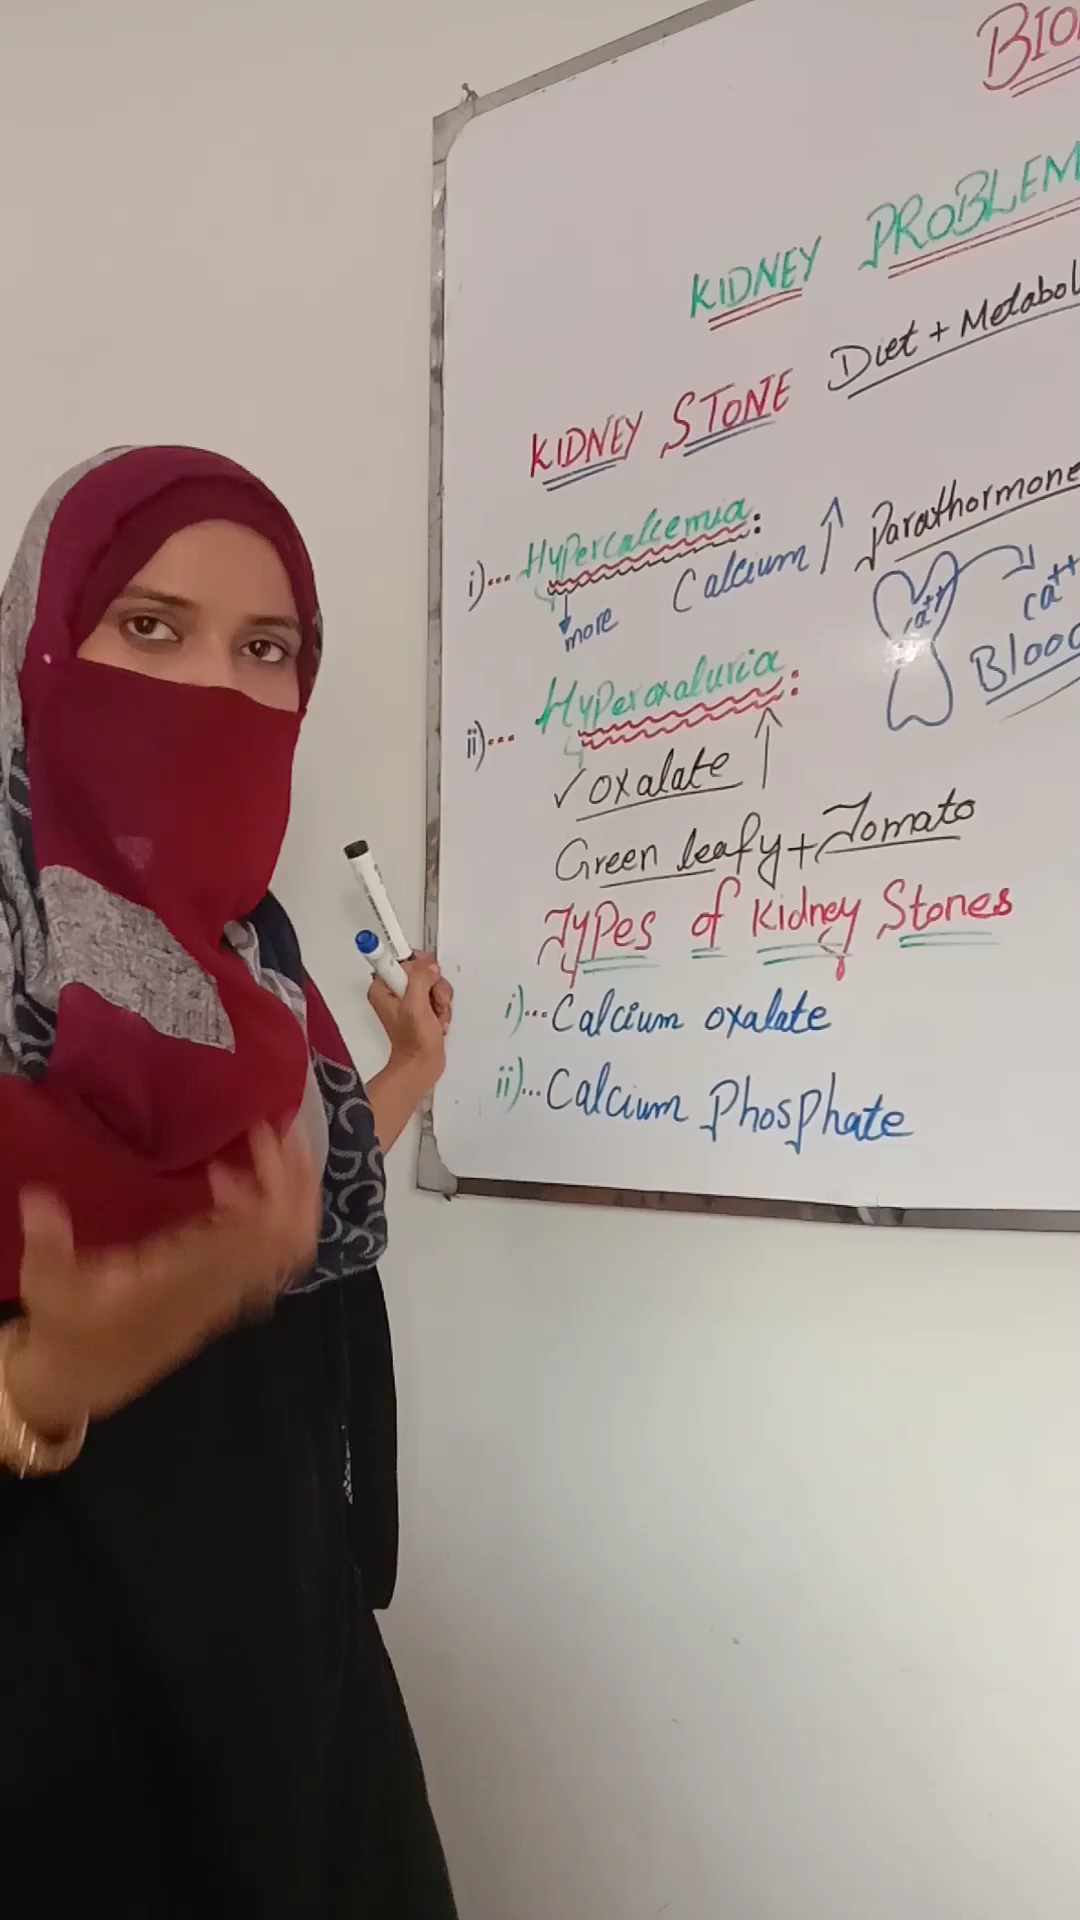 BIO
KIDNEY PROBLEM
KIDNEY STONE Diet + Metabol
i)... Hypercalcemia:
more Calcium ↑ Parathormone
Ca++ Ca++
Blood
ii)... Hyperoxaluria:
✓ oxalate ↑
Green leafy + Tomato
Types of Kidney Stones
i)... Calcium oxalate
ii)... Calcium Phosphate